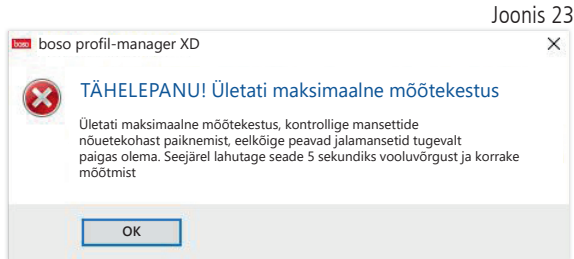 Joonis 23
boso boso profil-manager XD
TÄHELEPANU! Ületati maksimaalne mõõtekestus
Ületati maksimaalne mõõtekestus, kontrollige mansettide
nõuetekohast paiknemist, eelkõige peavad jalamansetid tugevalt
paigas olema. Seejärel lahutage seade 5 sekundiks vooluvõrgust ja korrake
mõõtmist
OK